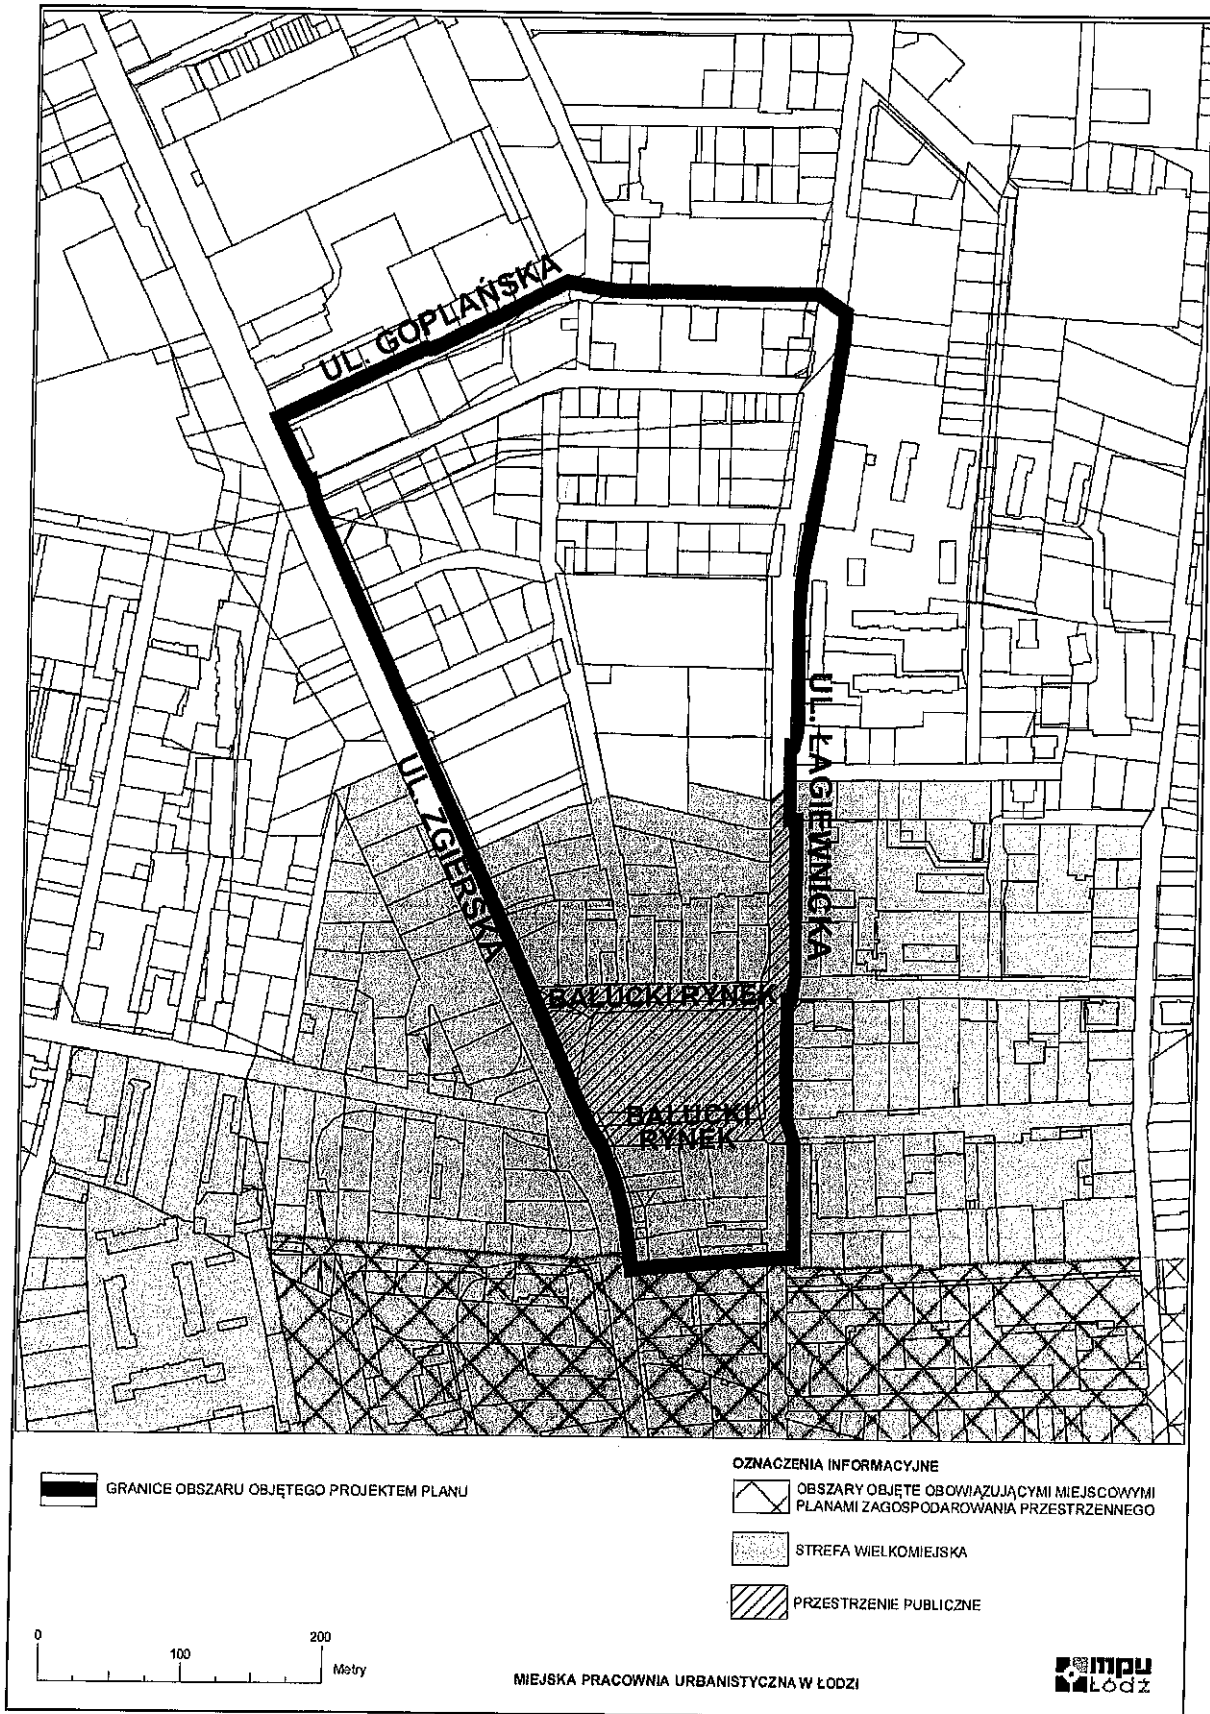 UL. GOPLAŃSKA
UL. ZGIERSKA
UL. ŁAGIEWNICKA
BAŁUCKI RYNEK
BAŁUCKI
RYNEK
GRANICE OBSZARU OBJĘTEGO PROJEKTEM PLANU
OZNACZENIA INFORMACYJNE
OBSZARY OBJĘTE OBOWIĄZUJĄCYMI MIEJSCOWYMI
PLANAMI ZAGOSPODAROWANIA PRZESTRZENNEGO
STREFA WIELKOMIEJSKA
PRZESTRZENIE PUBLICZNE
0
100
200
Metry
MIEJSKA PRACOWNIA URBANISTYCZNA W ŁODZI
mpu
Łódź